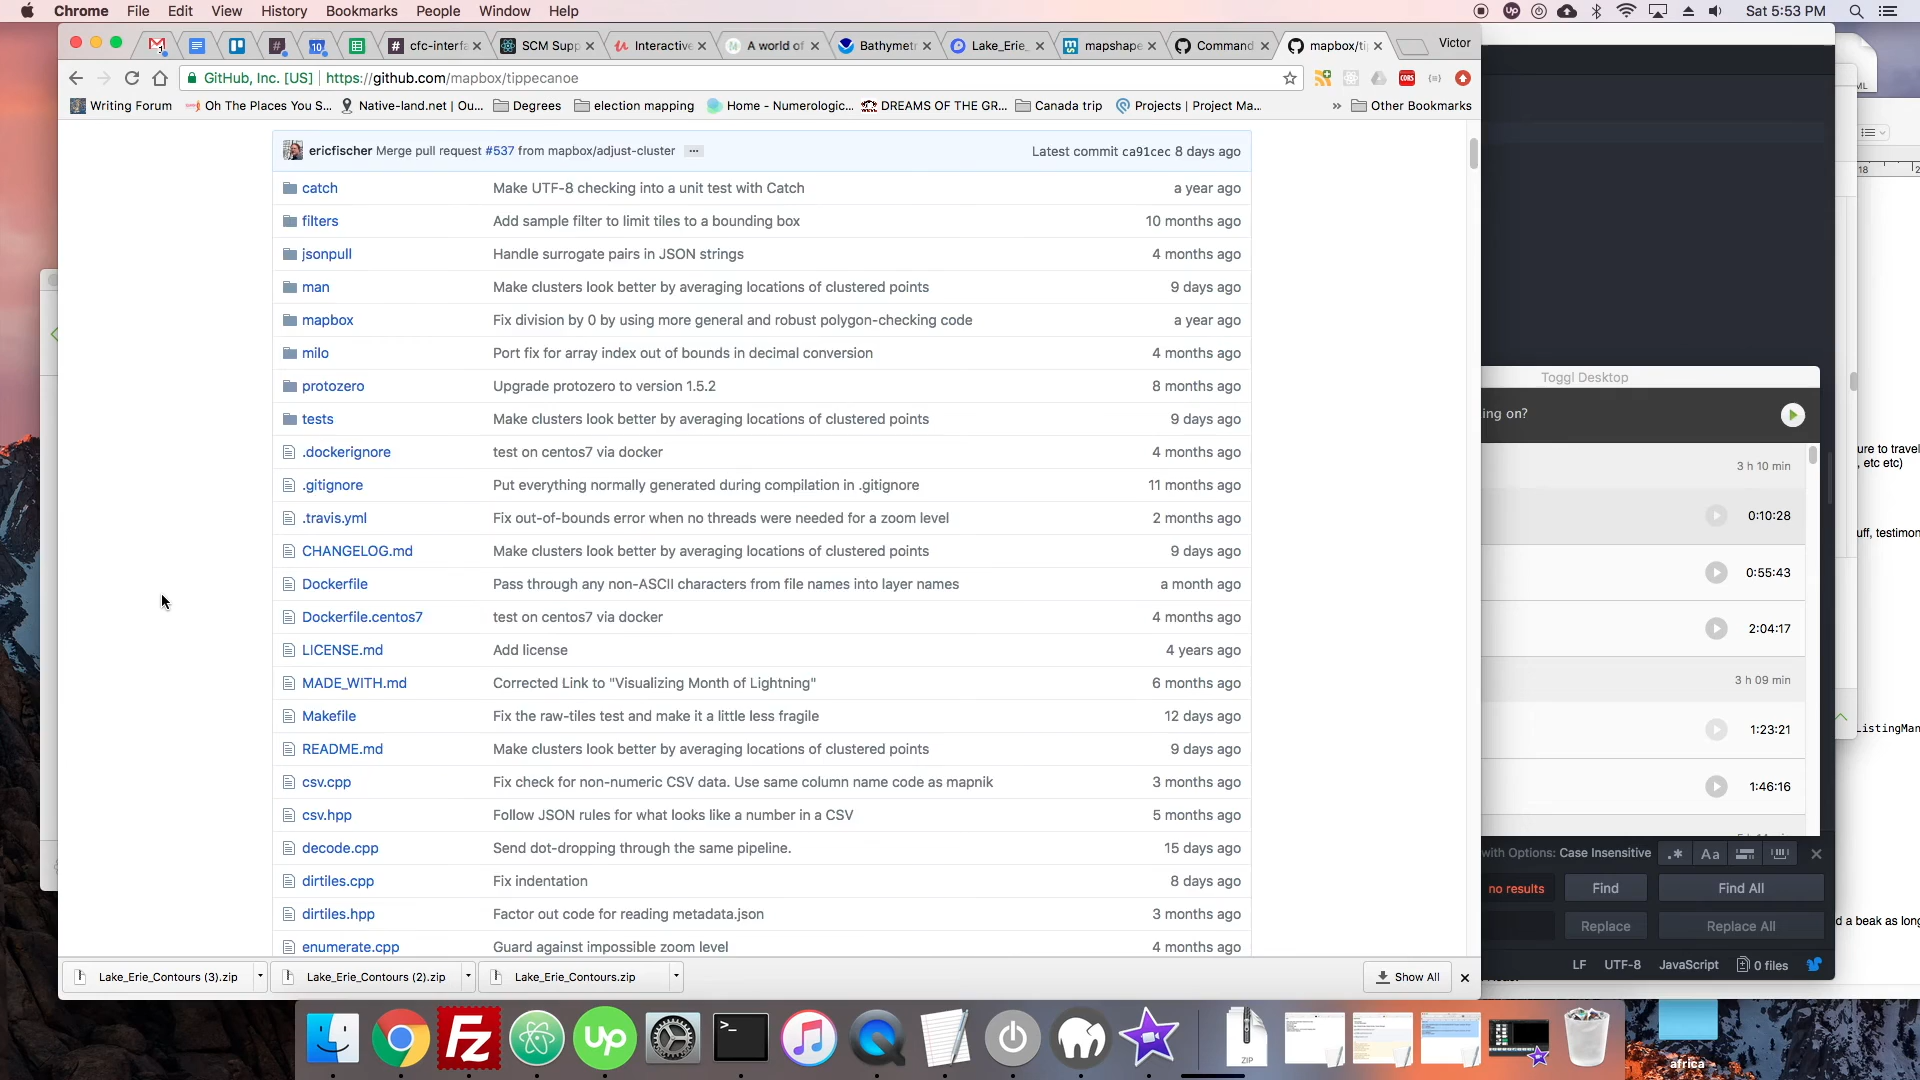 Chrome File Edit View History Bookmarks People Window Help Sat 5:53 PM
cfc-interfa SCM Supp Interactive A world of Bathymetr Lake_Erie_ mapshape Command mapbox/ti Victor
GitHub, Inc. [US] https://github.com/mapbox/tippecanoe
Writing Forum Oh The Places You S... Native-land.net | Ou... Degrees election mapping Home - Numerologic... DREAMS OF THE GR... Canada trip Projects | Project Ma... » Other Bookmarks
ericfischer Merge pull request #537 from mapbox/adjust-cluster ... Latest commit ca91cec 8 days ago
catch Make UTF-8 checking into a unit test with Catch a year ago
filters Add sample filter to limit tiles to a bounding box 10 months ago
jsonpull Handle surrogate pairs in JSON strings 4 months ago
man Make clusters look better by averaging locations of clustered points 9 days ago
mapbox Fix division by 0 by using more general and robust polygon-checking code a year ago
milo Port fix for array index out of bounds in decimal conversion 4 months ago
protozero Upgrade protozero to version 1.5.2 8 months ago
tests Make clusters look better by averaging locations of clustered points 9 days ago
.dockerignore test on centos7 via docker 4 months ago
.gitignore Put everything normally generated during compilation in .gitignore 11 months ago
.travis.yml Fix out-of-bounds error when no threads were needed for a zoom level 2 months ago
CHANGELOG.md Make clusters look better by averaging locations of clustered points 9 days ago
Dockerfile Pass through any non-ASCII characters from file names into layer names a month ago
Dockerfile.centos7 test on centos7 via docker 4 months ago
LICENSE.md Add license 4 years ago
MADE_WITH.md Corrected Link to "Visualizing Month of Lightning" 6 months ago
Makefile Fix the raw-tiles test and make it a little less fragile 12 days ago
README.md Make clusters look better by averaging locations of clustered points 9 days ago
csv.cpp Fix check for non-numeric CSV data. Use same column name code as mapnik 3 months ago
csv.hpp Follow JSON rules for what looks like a number in a CSV 5 months ago
decode.cpp Send dot-dropping through the same pipeline. 15 days ago
dirtiles.cpp Fix indentation 8 days ago
dirtiles.hpp Factor out code for reading metadata.json 3 months ago
enumerate.cpp Guard against impossible zoom level 4 months ago
Lake_Erie_Contours (3).zip Lake_Erie_Contours (2).zip Lake_Erie_Contours.zip Show All
Toggl Desktop
ing on?
3 h 10 min
0:10:28
0:55:43
2:04:17
3 h 09 min
1:23:21
1:46:16
with Options: Case Insensitive .* Aa
no results Find Find All
Replace Replace All
LF UTF-8 JavaScript 0 files
ML
18
ure to travel
, etc etc)
uff, testimon
ListingMan
d a beak as long
Up
ZIP
africa